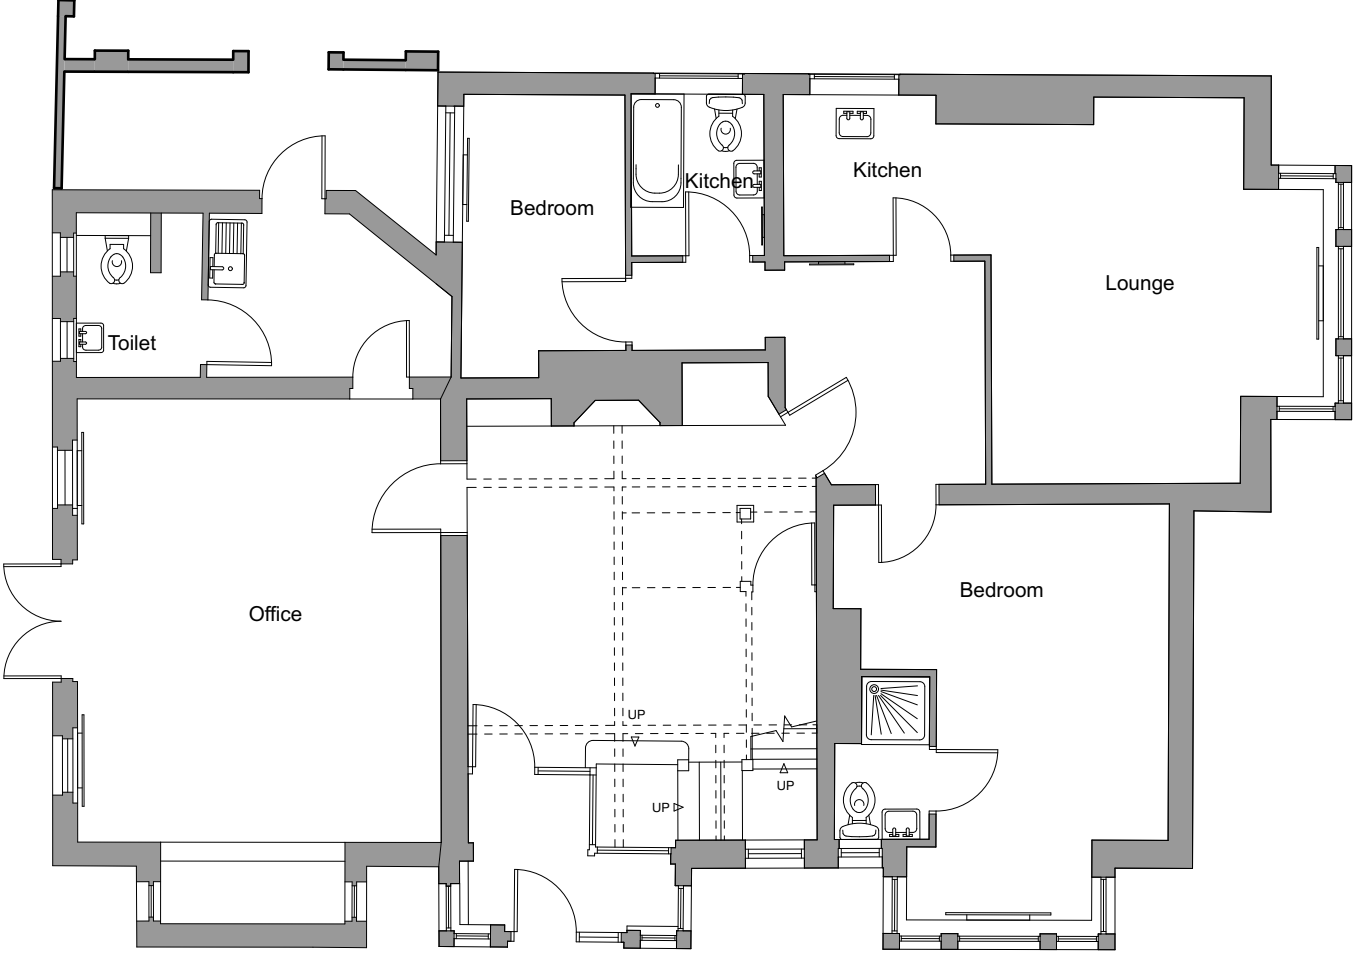 Kitchen
Kitchen
Bedroom
Lounge
Toilet
Bedroom
Office
UP
UP
UP